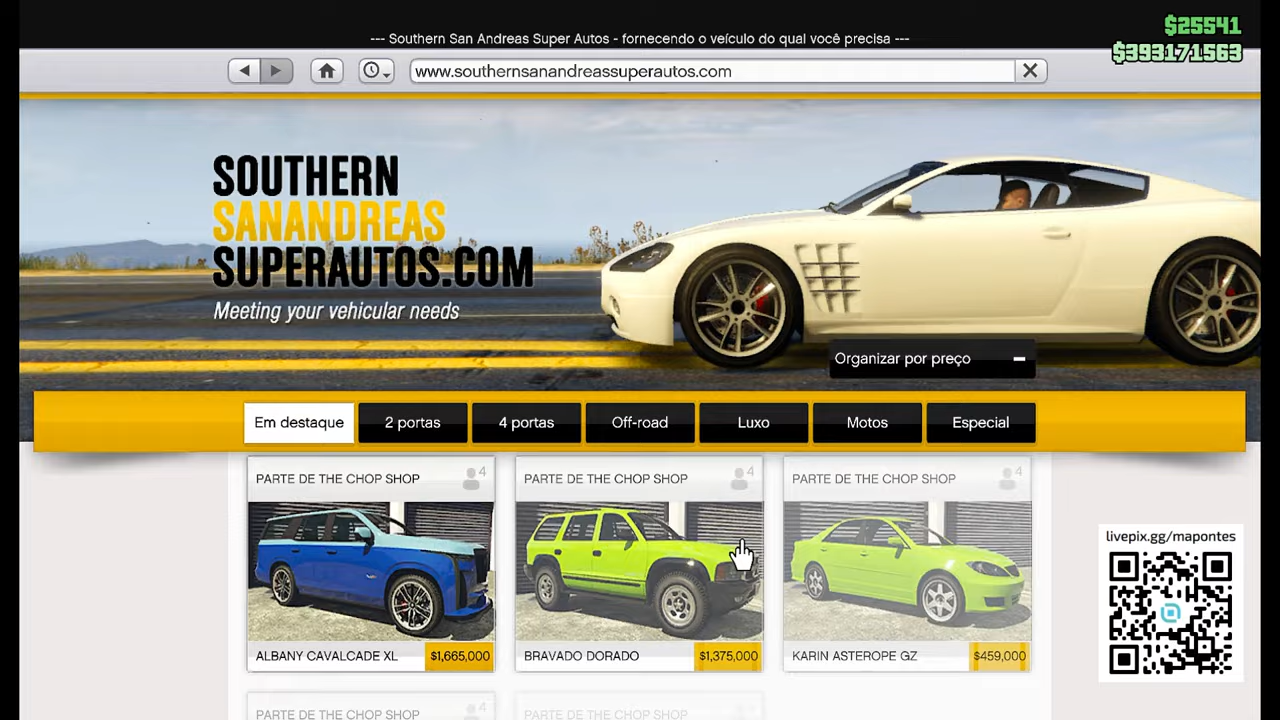 $25541
--- Southern San Andreas Super Autos - fornecendo o veículo do qual você precisa ---
$393171563
www.southernsanandreassuperautos.com
SOUTHERN
SANANDREAS
SUPERAUTOS.COM
Meeting your vehicular needs
Organizar por preço
Em destaque
2 portas
4 portas
Off-road
Luxo
Motos
Especial
PARTE DE THE CHOP SHOP
4
PARTE DE THE CHOP SHOP
4
PARTE DE THE CHOP SHOP
4
livepix.gg/mapontes
ALBANY CAVALCADE XL
$1,665,000
BRAVADO DORADO
$1,375,000
KARIN ASTEROPE GZ
$459,000
PARTE DE THE CHOP SHOP
4
PARTE DE THE CHOP SHOP
4